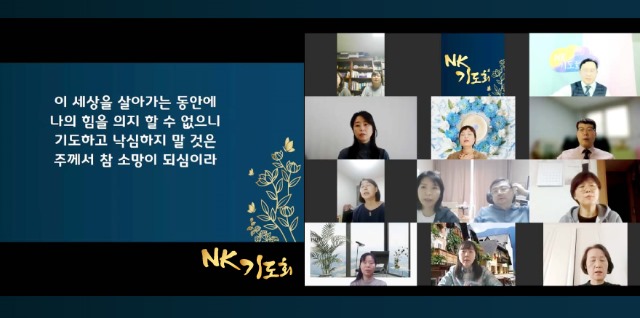 이 세상을 살아가는 동안에
나의 힘을 의지 할 수 없으니
기도하고 낙심하지 말 것은
주께서 참 소망이 되심이라
NK 기도회
NK
기도회